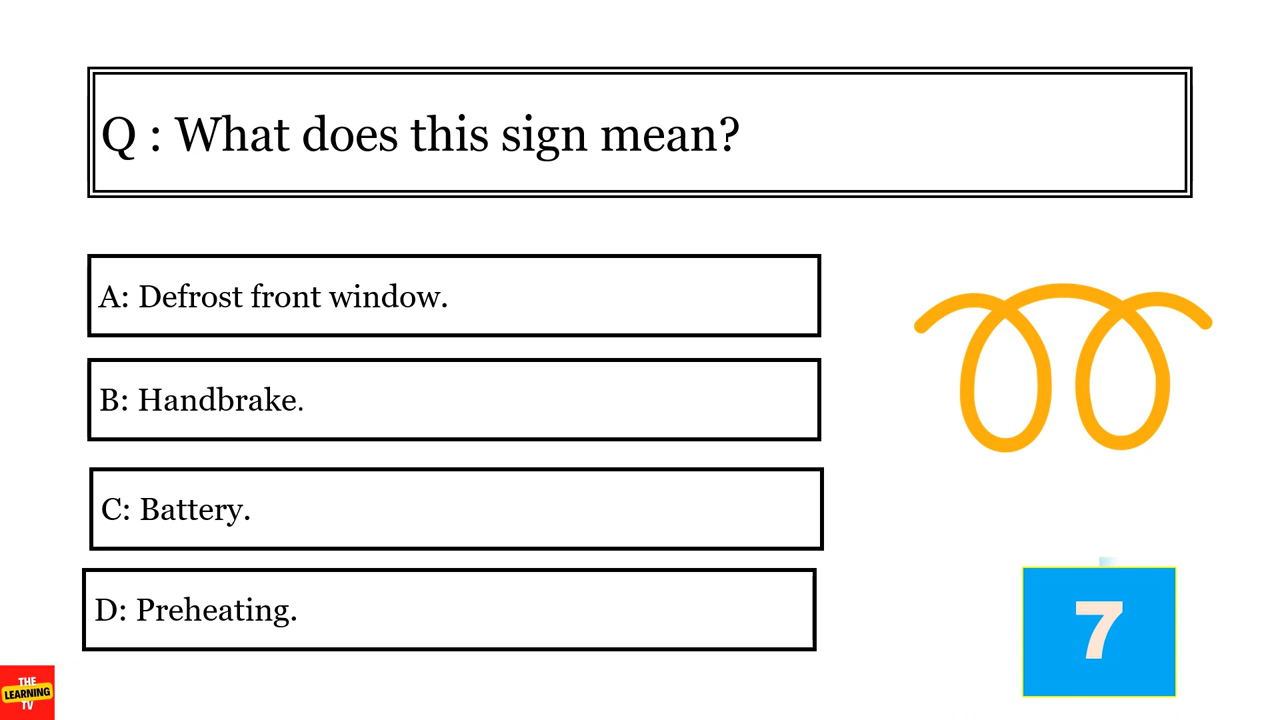 Q : What does this sign mean?
A: Defrost front window.
B: Handbrake.
C: Battery.
D: Preheating.
7
THE
LEARNING
TV